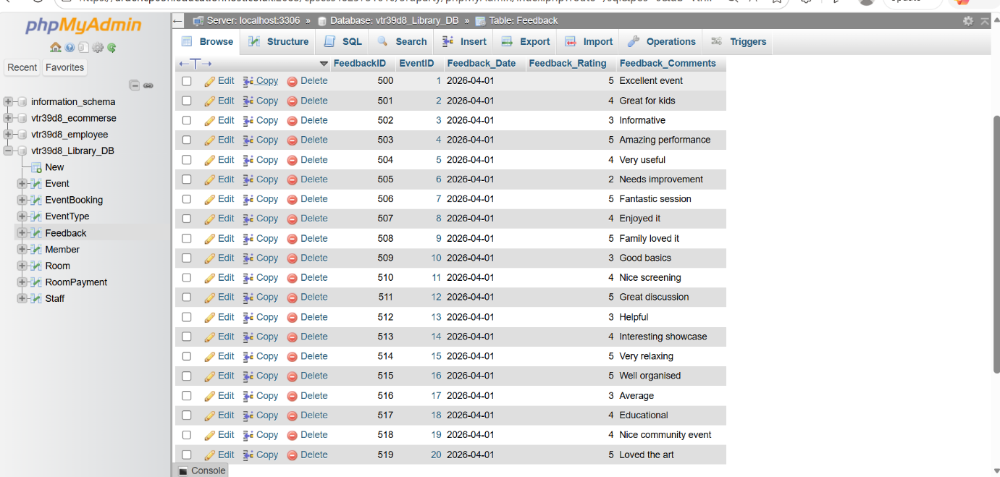 phpMyAdmin
Recent Favorites
information_schema
vtr39d8_ecommerse
vtr39d8_employee
vtr39d8_Library_DB
New
Event
EventBooking
EventType
Feedback
Member
Room
RoomPayment
Staff
Server: localhost:3306 » Database: vtr39d8_Library_DB » Table: Feedback
Browse Structure SQL Search Insert Export Import Operations Triggers
←T→ FeedbackID EventID Feedback_Date Feedback_Rating Feedback_Comments
Edit Copy Delete 500 1 2026-04-01 5 Excellent event
Edit Copy Delete 501 2 2026-04-01 4 Great for kids
Edit Copy Delete 502 3 2026-04-01 3 Informative
Edit Copy Delete 503 4 2026-04-01 5 Amazing performance
Edit Copy Delete 504 5 2026-04-01 4 Very useful
Edit Copy Delete 505 6 2026-04-01 2 Needs improvement
Edit Copy Delete 506 7 2026-04-01 5 Fantastic session
Edit Copy Delete 507 8 2026-04-01 4 Enjoyed it
Edit Copy Delete 508 9 2026-04-01 5 Family loved it
Edit Copy Delete 509 10 2026-04-01 3 Good basics
Edit Copy Delete 510 11 2026-04-01 4 Nice screening
Edit Copy Delete 511 12 2026-04-01 5 Great discussion
Edit Copy Delete 512 13 2026-04-01 3 Helpful
Edit Copy Delete 513 14 2026-04-01 4 Interesting showcase
Edit Copy Delete 514 15 2026-04-01 5 Very relaxing
Edit Copy Delete 515 16 2026-04-01 5 Well organised
Edit Copy Delete 516 17 2026-04-01 3 Average
Edit Copy Delete 517 18 2026-04-01 4 Educational
Edit Copy Delete 518 19 2026-04-01 4 Nice community event
Edit Copy Delete 519 20 2026-04-01 5 Loved the art
Console